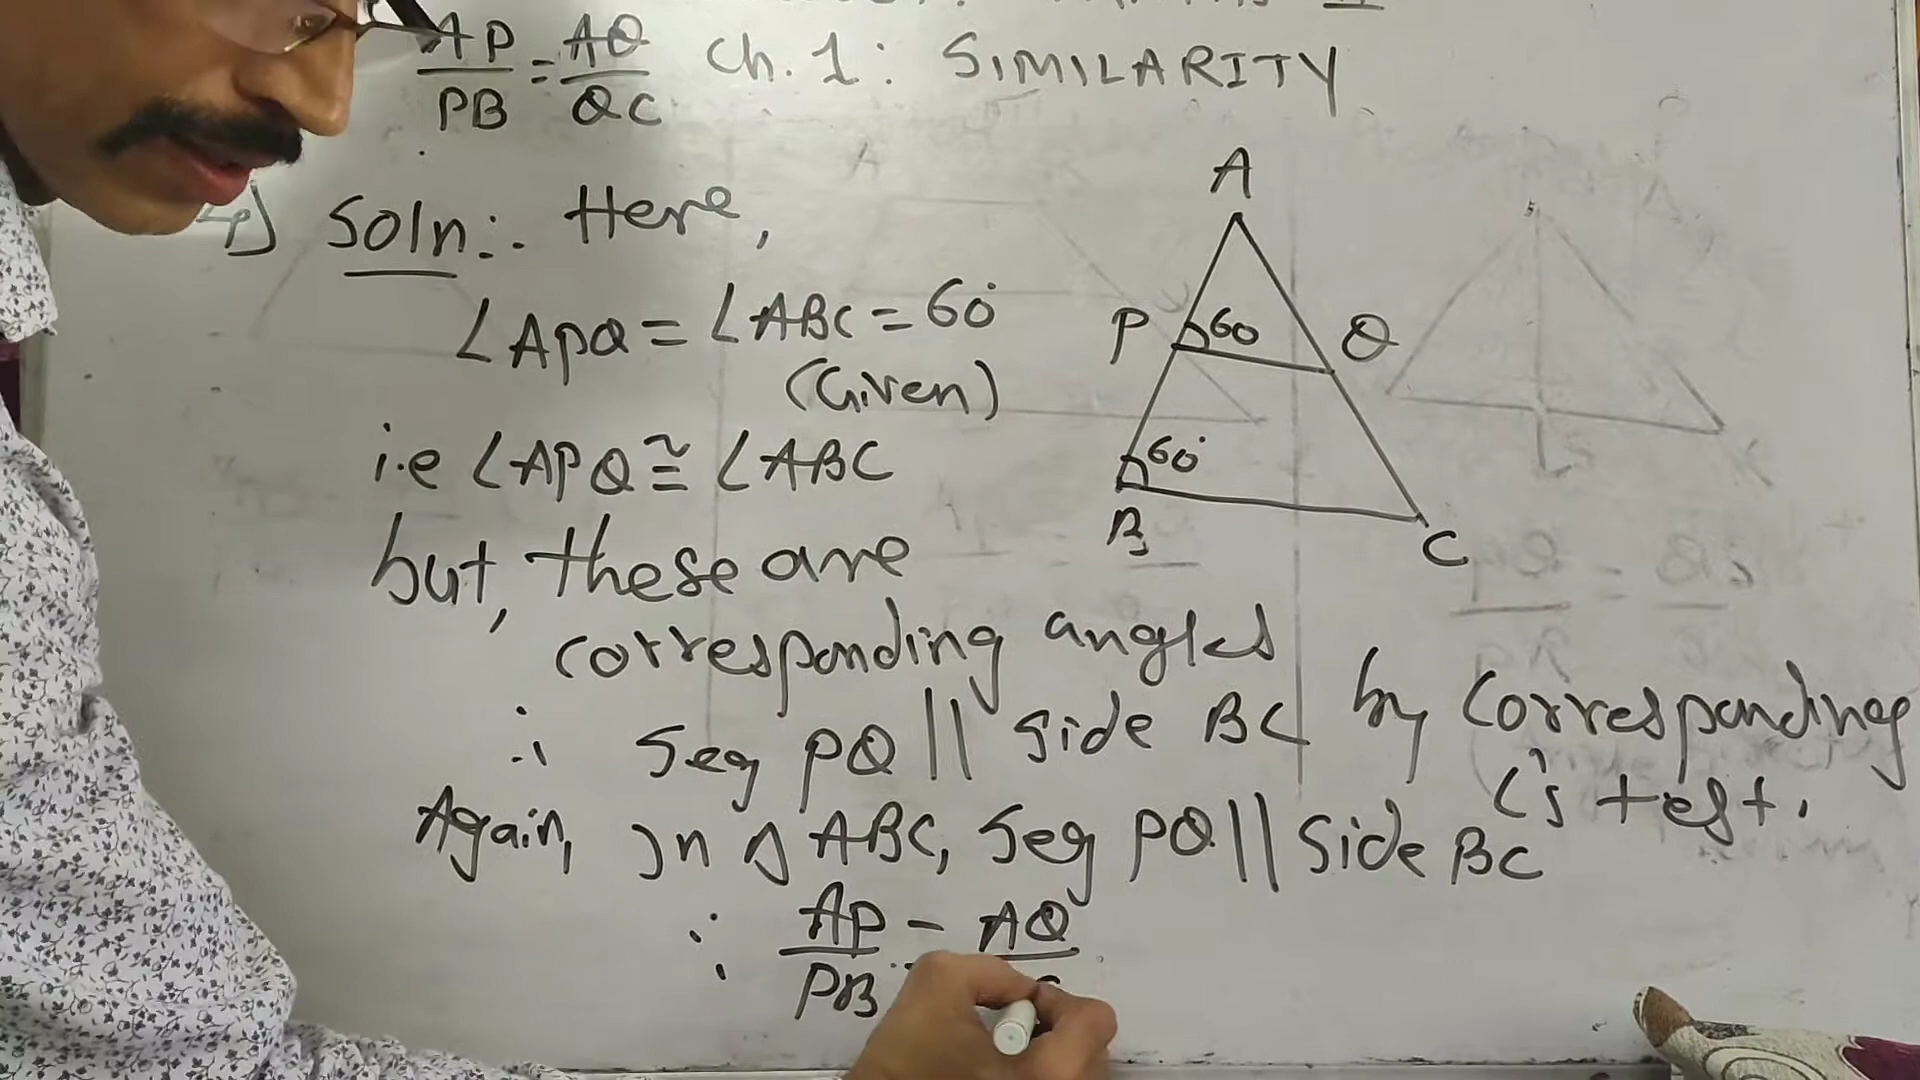 AP/PB = AQ/QC Ch. 1: SIMILARITY
Soln:- Here,
∠APQ = ∠ABC = 60°
(Given)
i.e ∠APQ ≅ ∠ABC
but, these are
corresponding angles
∴ seg PQ || side BC by corresponding
∠s test.
Again, In △ABC, seg PQ || side BC
∴ AP/PB = AQ
A
P 60 Q
60°
B C